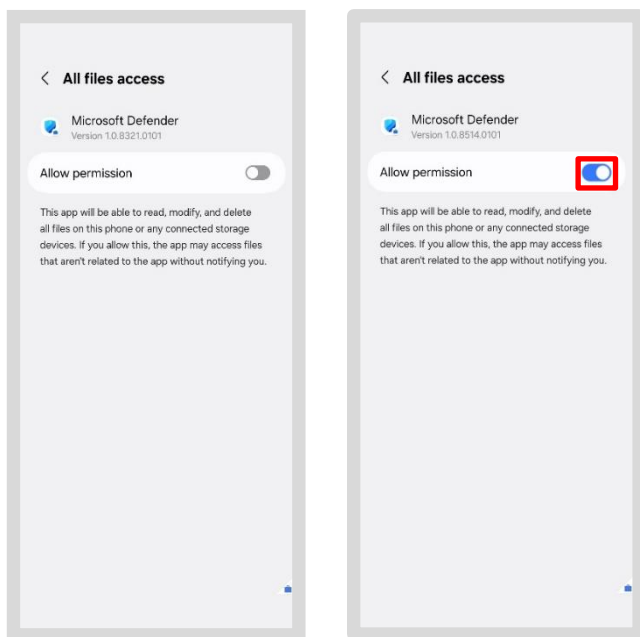 All files access
Microsoft Defender
Version 1.0.8321.0101
Allow permission
This app will be able to read, modify, and delete
all files on this phone or any connected storage
devices. If you allow this, the app may access files
that aren't related to the app without notifying you.
All files access
Microsoft Defender
Version 1.0.8514.0101
Allow permission
This app will be able to read, modify, and delete
all files on this phone or any connected storage
devices. If you allow this, the app may access files
that aren't related to the app without notifying you.